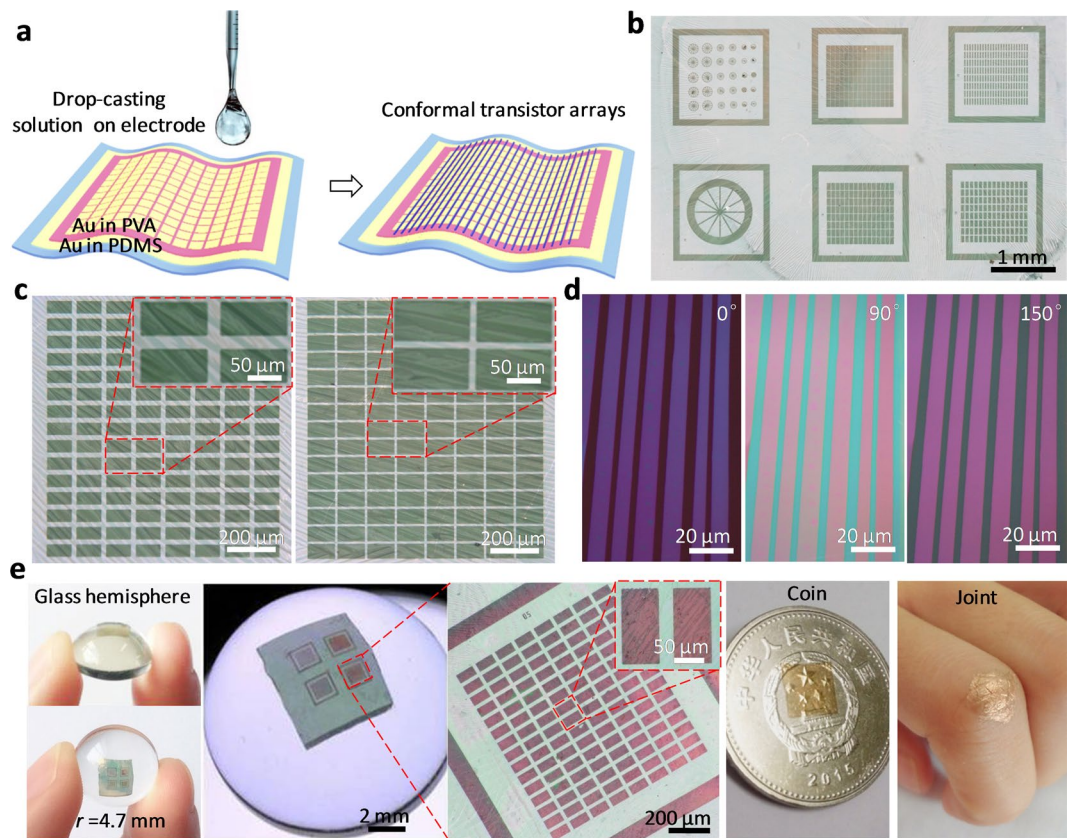 a
Drop-casting
solution on electrode
Conformal transistor arrays
Au in PVA
Au in PDMS
b
1 mm
c
50 μm
200 μm
50 μm
200 μm
d
0°
20 μm
90°
20 μm
150°
20 μm
e
Glass hemisphere
r =4.7 mm
2 mm
50 μm
200 μm
Coin
中华人民共和国
2015
Joint